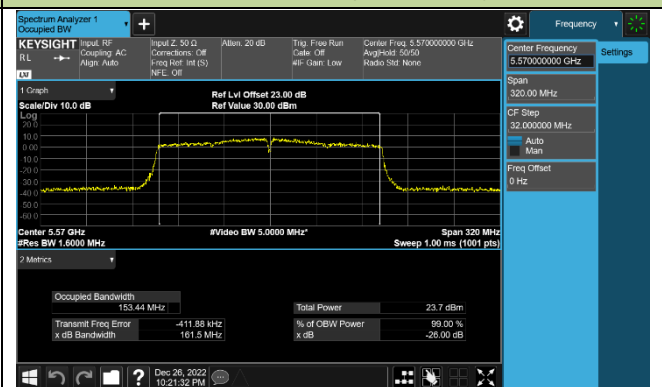 Spectrum Analyzer 1
Occupied BW
Frequency
KEYSIGHT
RL
LXI
Input: RF
Coupling: AC
Align: Auto
Input Z: 50 Ω
Corrections: Off
Freq Ref: Int (S)
NFE: Off
Atten: 20 dB
Trig: Free Run
Gate: Off
#IF Gain: Low
Center Freq: 5.570000000 GHz
Avg|Hold: 50/50
Radio Std: None
Center Frequency
5.570000000 GHz
Settings
Span
320.00 MHz
CF Step
32.000000 MHz
Auto
Man
Freq Offset
0 Hz
1 Graph
Scale/Div 10.0 dB
Ref Lvl Offset 23.00 dB
Ref Value 30.00 dBm
Log
20.0
10.0
0.00
-10.0
-20.0
-30.0
-40.0
-50.0
-60.0
Center 5.57 GHz
#Video BW 5.0000 MHz*
Span 320 MHz
#Res BW 1.6000 MHz
Sweep 1.00 ms (1001 pts)
2 Metrics
Occupied Bandwidth
153.44 MHz
Total Power
23.7 dBm
Transmit Freq Error
-411.88 kHz
% of OBW Power
99.00 %
x dB Bandwidth
161.5 MHz
x dB
-26.00 dB
?
Dec 26, 2022
10:21:32 PM